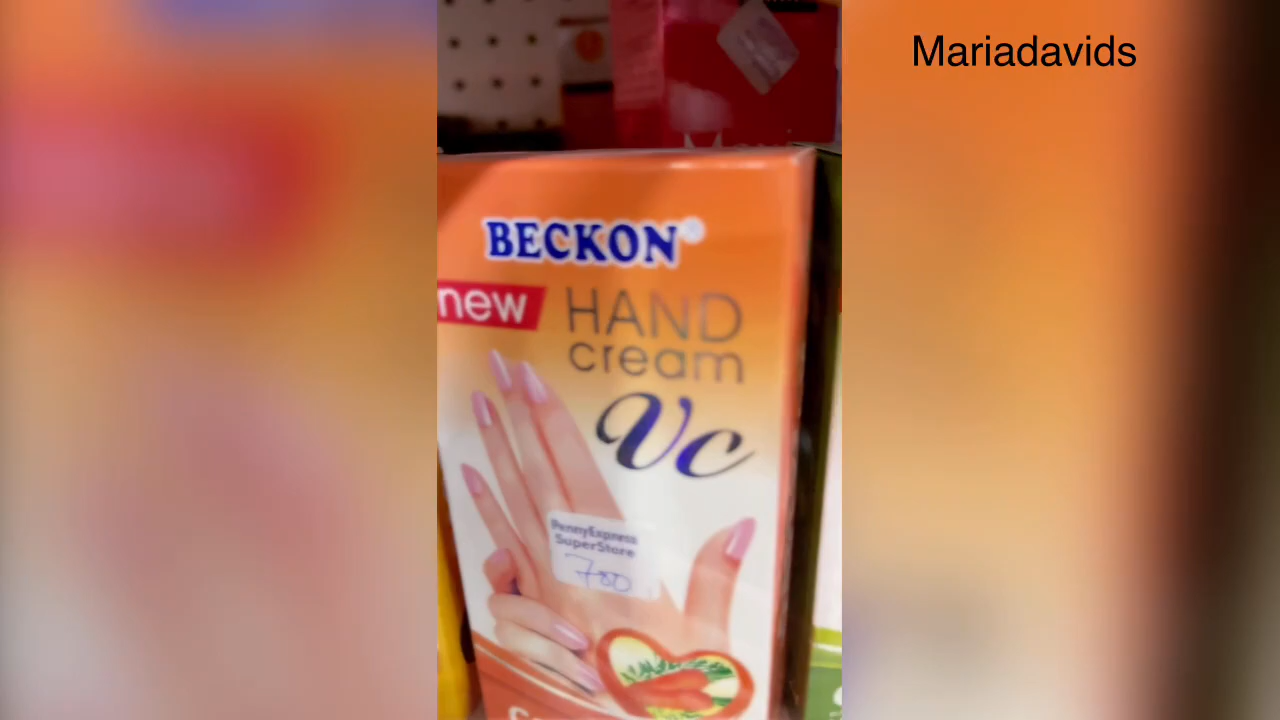 Mariadavids
BECKON®
new
HAND
cream
Vc
PennyExpress
SuperStore
700